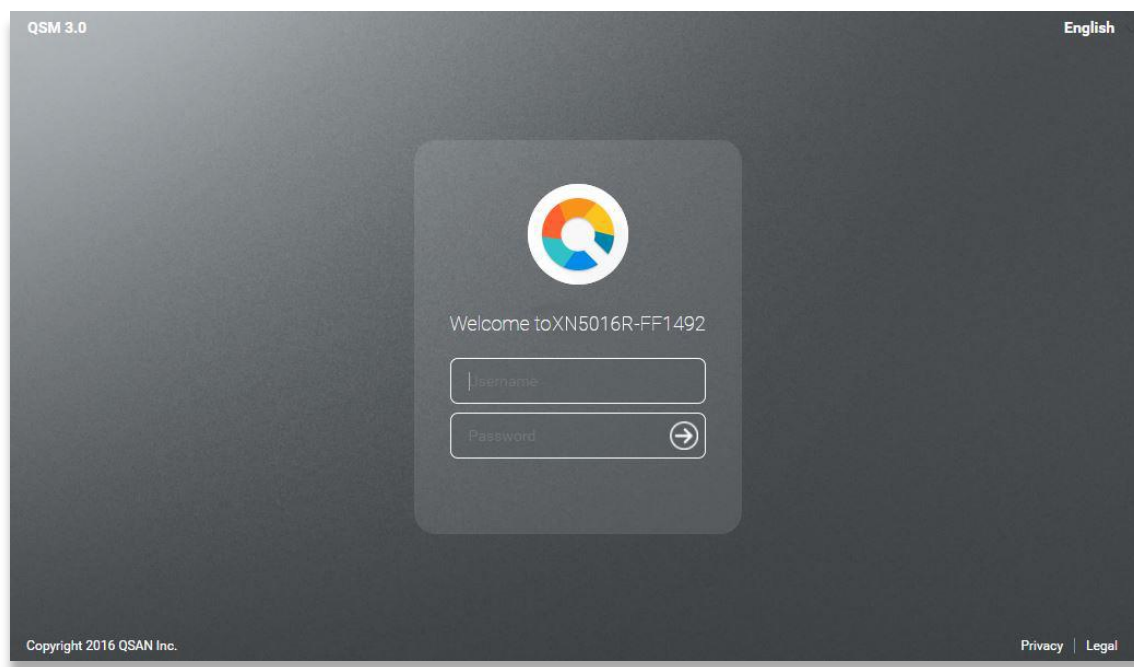 QSM 3.0
English
Welcome toXN5016R-FF1492
Username
Password
Copyright 2016 QSAN Inc.
Privacy | Legal